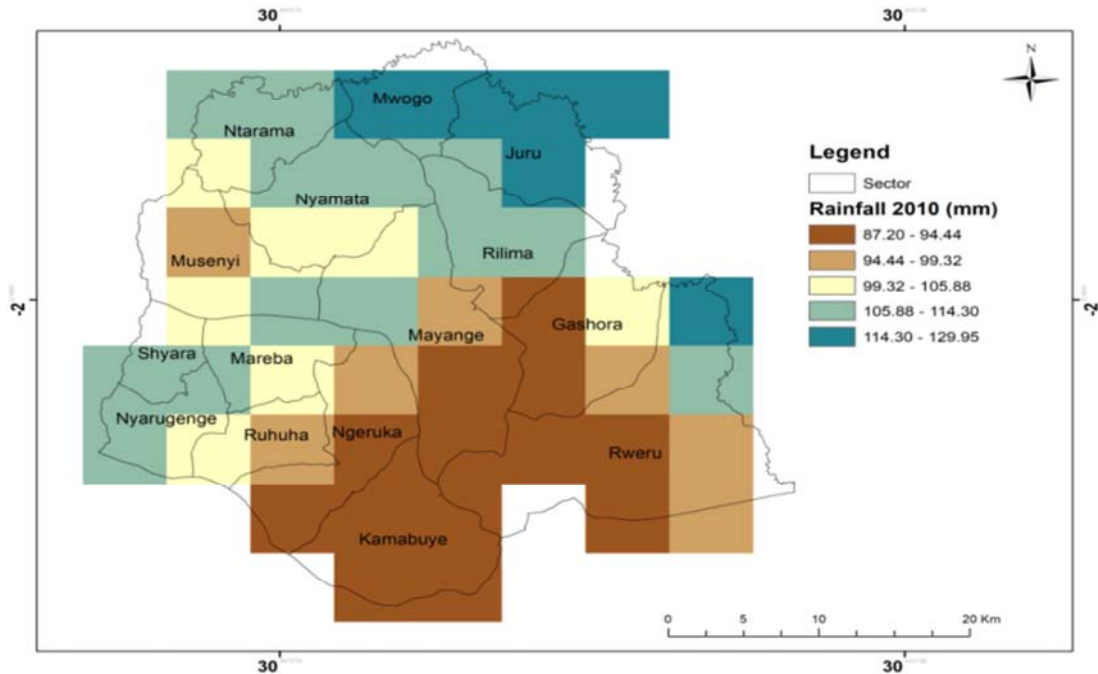 30
30
N
Mwogo
Ntarama
Juru
Nyamata
Rilima
Musenyi
-2
-2
Gashora
Mayange
Shyara
Mareba
Nyarugenge
Ruhuha
Ngeruka
Rweru
Kamabuye
Legend
Sector
Rainfall 2010 (mm)
87.20 - 94.44
94.44 - 99.32
99.32 - 105.88
105.88 - 114.30
114.30 - 129.95
0 5 10 20 Km
30
30